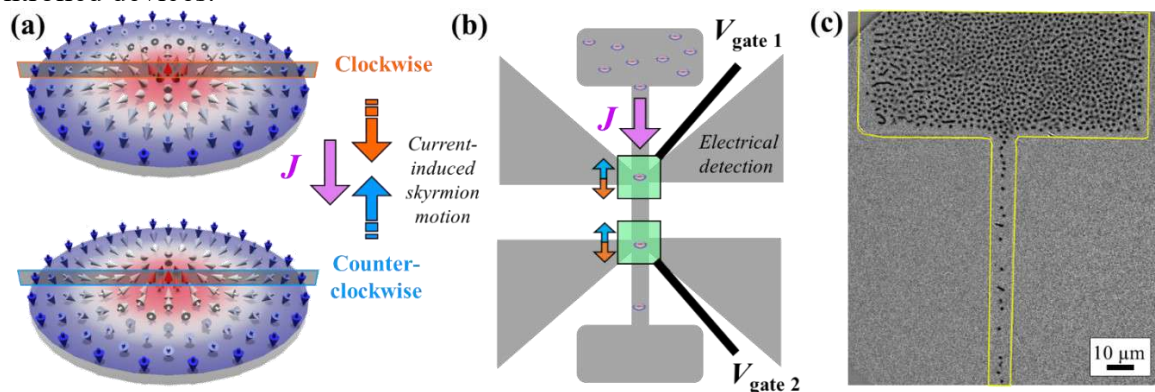 (a)
Clockwise
J
Current-
induced
skyrmion
motion
Counter-
clockwise
(b)
V gate 1
J
Electrical
detection
V gate 2
(c)
10 μm